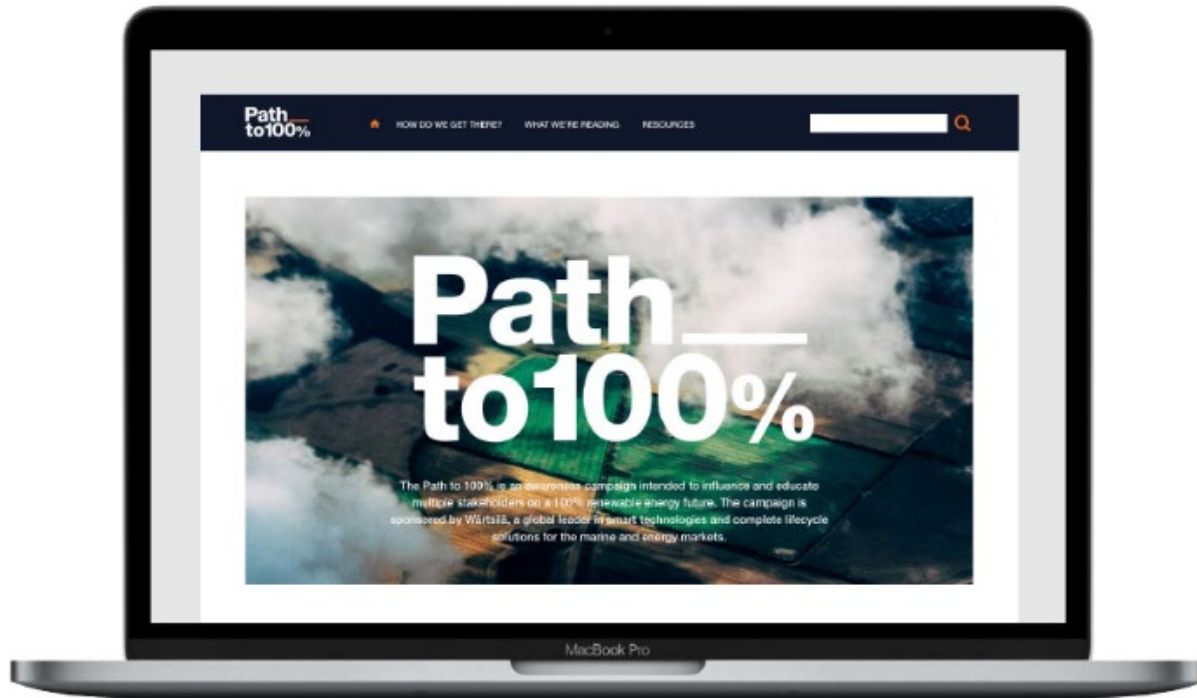 Path__
to100%
HOW DO WE GET THERE? WHAT WE'RE READING RESOURCES
Path__
to100%
The Path to 100% is an awareness campaign intended to influence and educate
multiple stakeholders on a 100% renewable energy future. The campaign is
sponsored by Wärtsilä, a global leader in smart technologies and complete lifecycle
solutions for the marine and energy markets.
MacBook Pro